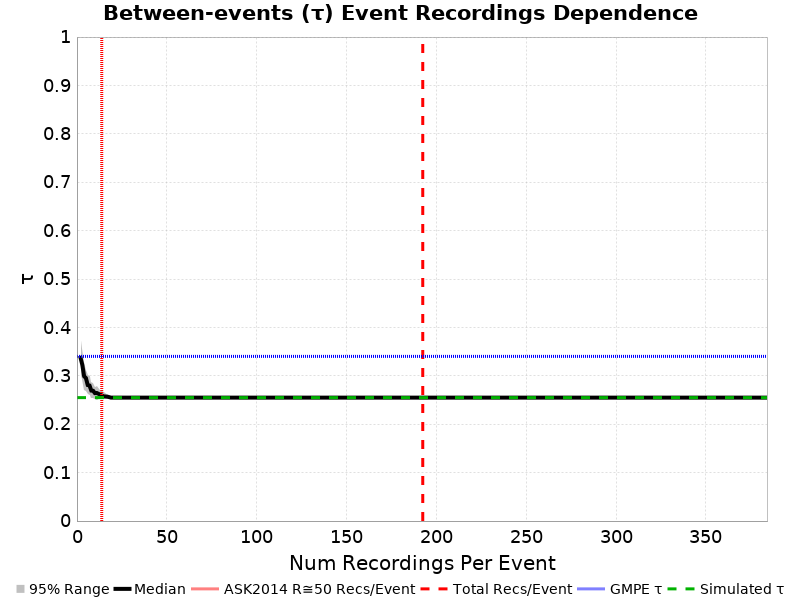 Between-events (τ) Event Recordings Dependence
1
0.9
0.8
0.7
0.6
0.5
0.4
0.3
0.2
0.1
0
τ
0 50 100 150 200 250 300 350
Num Recordings Per Event
95% Range Median ASK2014 R≅50 Recs/Event Total Recs/Event GMPE τ Simulated τ